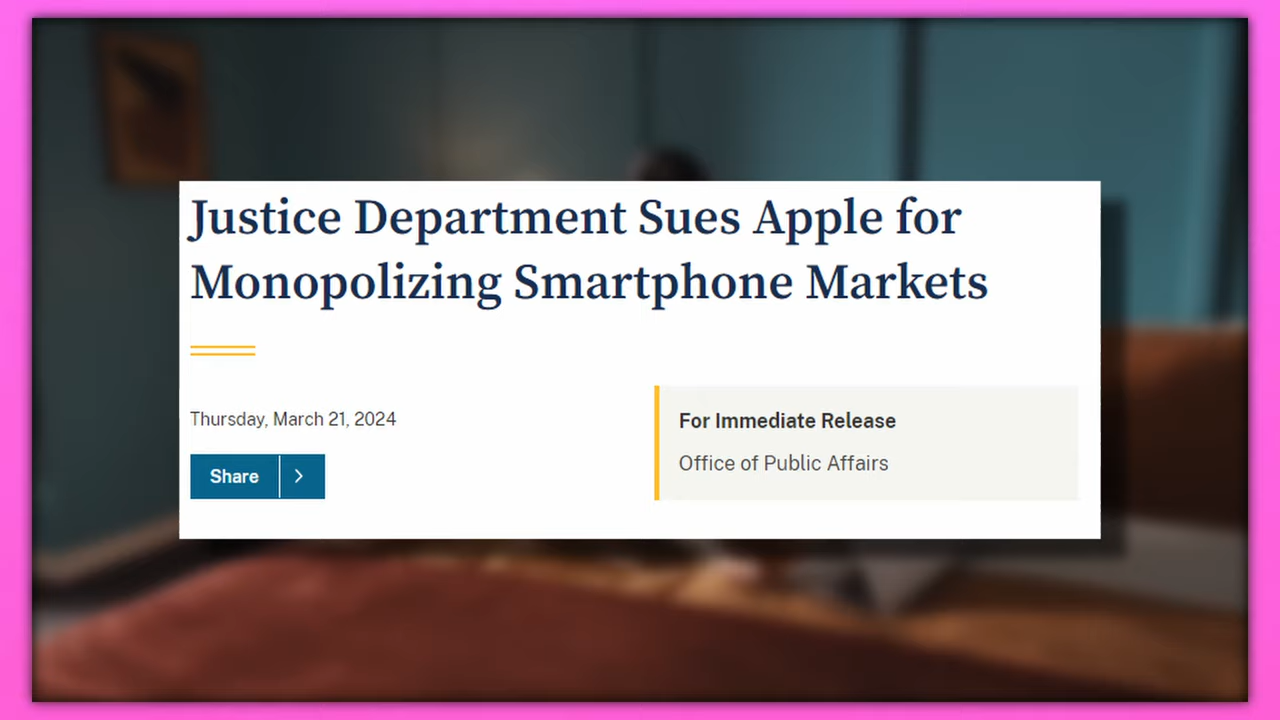 Justice Department Sues Apple for
Monopolizing Smartphone Markets
Thursday, March 21, 2024
Share
For Immediate Release
Office of Public Affairs